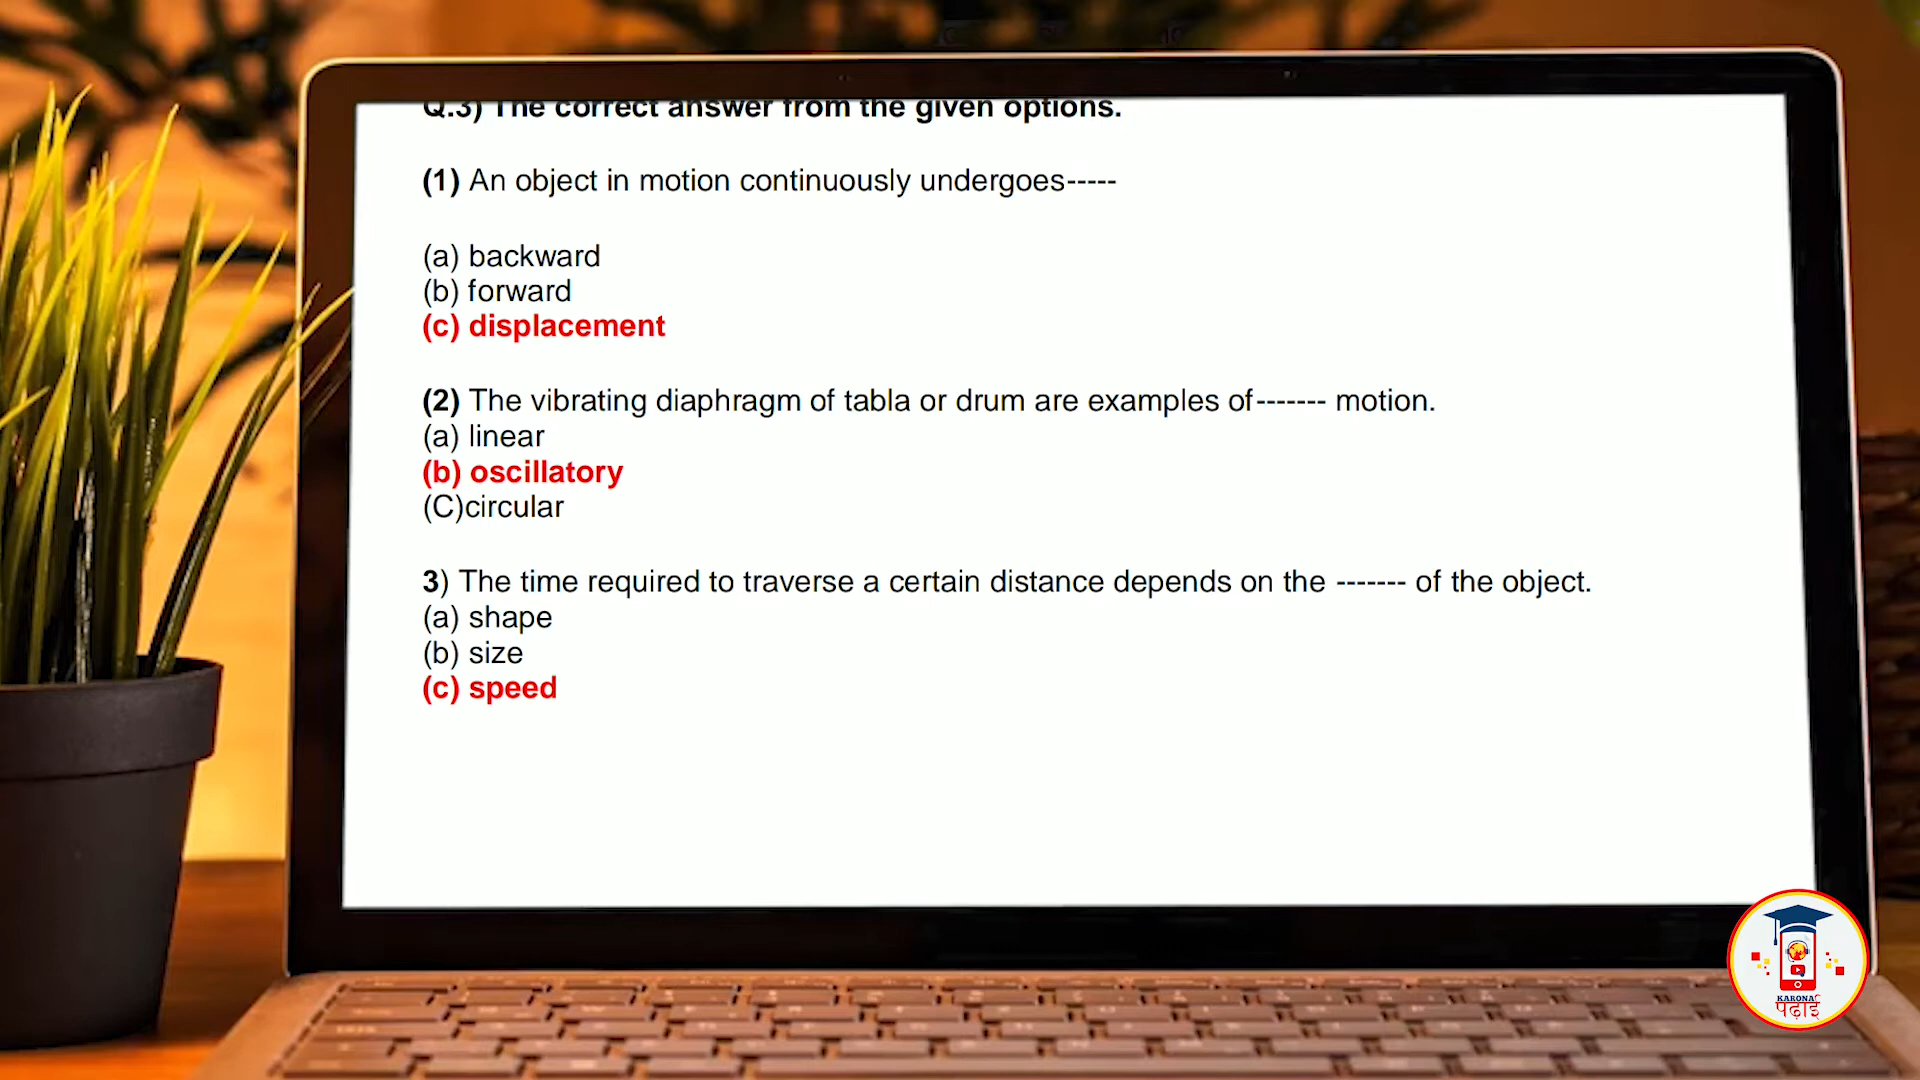 Q.3) The correct answer from the given options.
(1) An object in motion continuously undergoes-----
(a) backward
(b) forward
(c) displacement
(2) The vibrating diaphragm of tabla or drum are examples of------- motion.
(a) linear
(b) oscillatory
(C)circular
3) The time required to traverse a certain distance depends on the ------- of the object.
(a) shape
(b) size
(c) speed
KARONA
पढ़ाई